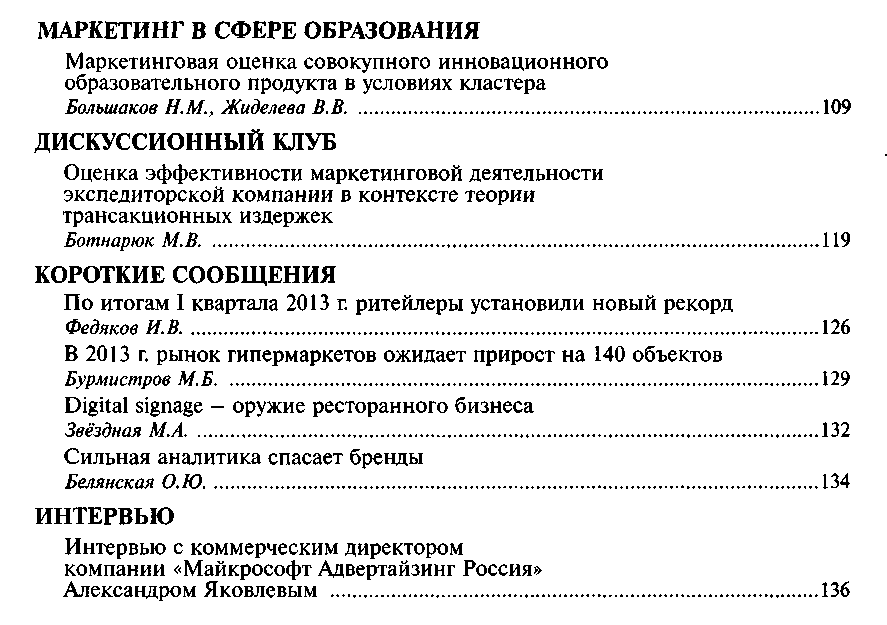 МАРКЕТИНГ В СФЕРЕ ОБРАЗОВАНИЯ
Маркетинговая оценка совокупного инновационного
образовательного продукта в условиях кластера
Большаков Н.М., Жиделева В.В. ........................................................................109
ДИСКУССИОННЫЙ КЛУБ
Оценка эффективности маркетинговой деятельности
экспедиторской компании в контексте теории
трансакционных издержек
Ботнарюк М.В. ........................................................................119
КОРОТКИЕ СООБЩЕНИЯ
По итогам I квартала 2013 г. ритейлеры установили новый рекорд
Федяков И.В. ........................................................................126
В 2013 г. рынок гипермаркетов ожидает прирост на 140 объектов
Бурмистров М.Б. ........................................................................129
Digital signage – оружие ресторанного бизнеса
Звёздная М.А. ........................................................................132
Сильная аналитика спасает бренды
Белянская О.Ю. ........................................................................134
ИНТЕРВЬЮ
Интервью с коммерческим директором
компании «Майкрософт Адвертайзинг Россия»
Александром Яковлевым ........................................................................136